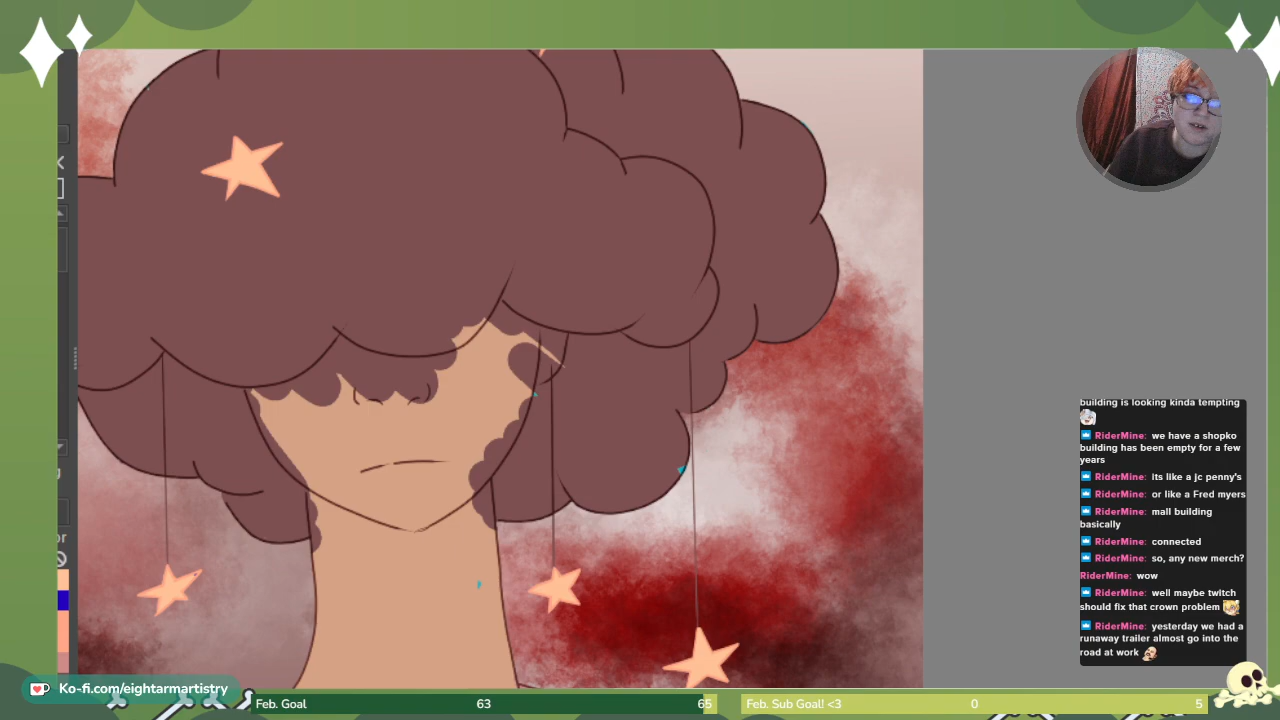 building is looking kinda tempting
RiderMine: we have a shopko
building has been empty for a few
years
RiderMine: its like a jc penny's
RiderMine: or like a Fred myers
RiderMine: mall building
basically
RiderMine: connected
RiderMine: so, any new merch?
RiderMine: wow
RiderMine: well maybe twitch
should fix that crown problem
RiderMine: yesterday we had a
runaway trailer almost go into the
road at work
Ko-fi.com/eightarmartistry
Feb. Goal 63 65
Feb. Sub Goal! <3 0 5